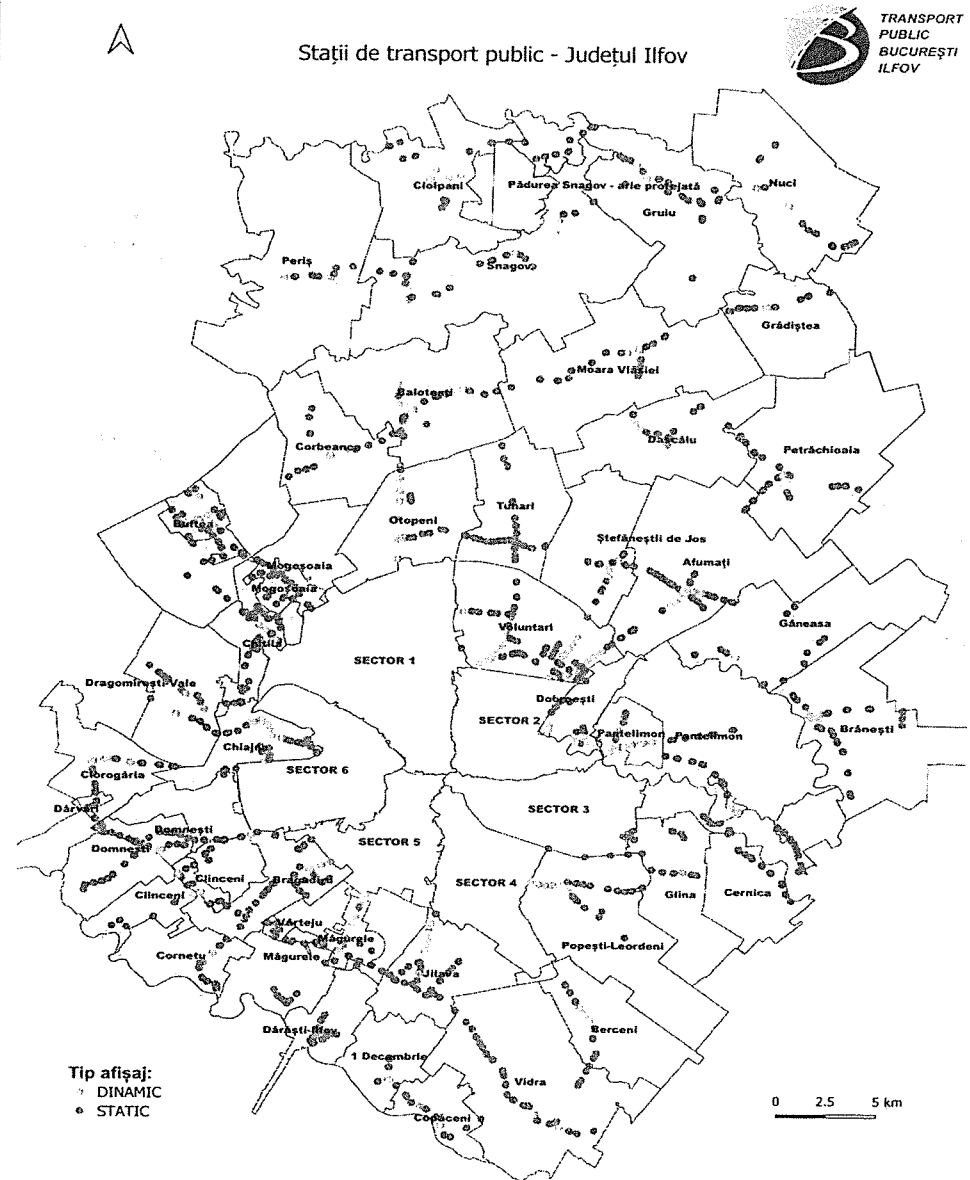 Stații de transport public - Județul Ilfov
TRANSPORT
PUBLIC
BUCUREȘTI
ILFOV
Ciolpani
Pădurea Snagov - arie protejată
Nuci
Gruiu
Periș
Snagov
Grădiștea
Moara Vlăsiei
Balotești
Corbeanca
Dascălu
Petrăchioaia
Buftea
Otopeni
Tunari
Ștefăneștii de Jos
Afumați
Mogoșoaia
Mogoșoaia
Găneasa
Chitila
Voluntari
SECTOR 1
Dragomirești-Vale
Dobroești
SECTOR 2
Pantelimon
Pantelimon
Brănești
Chiajna
SECTOR 6
Ciorogârla
Dârvari
SECTOR 3
Domnești
Domnești
SECTOR 5
Clinceni
Bragadiru
SECTOR 4
Clinceni
Glina
Cernica
Vârteju
Măgurele
Popești-Leordeni
Cornetu
Măgurele
Jilava
Dărăști-Ilfov
Berceni
1 Decembrie
Vidra
Copăceni
Tip afișaj:
DINAMIC
STATIC
0 2.5 5 km